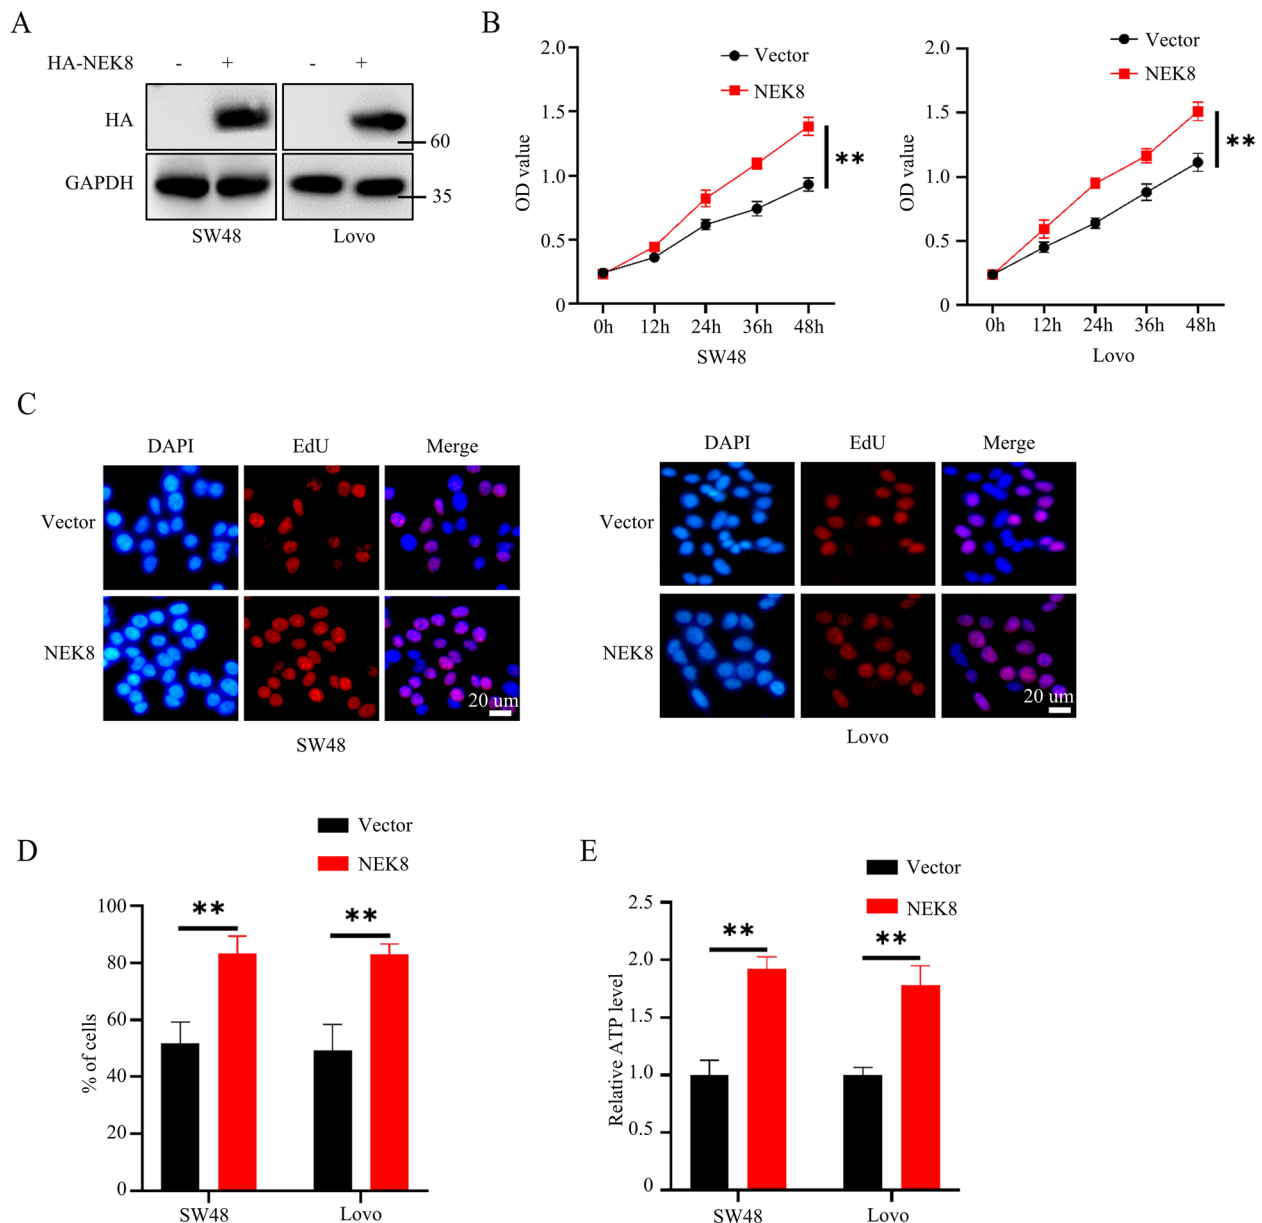 A
HA-NEK8 - + - +
HA
60
GAPDH
35
SW48 Lovo
B
Vector
NEK8
2.0
1.5
1.0
0.5
0
OD value
**
0h 12h 24h 36h 48h
SW48
Vector
NEK8
2.0
1.5
1.0
0.5
0
OD value
**
0h 12h 24h 36h 48h
Lovo
C
DAPI EdU Merge
Vector
NEK8
20 um
SW48
DAPI EdU Merge
Vector
NEK8
20 um
Lovo
D
Vector
NEK8
100
80
60
40
20
0
% of cells
** **
SW48 Lovo
E
Vector
NEK8
2.5
2.0
1.5
1.0
0.5
0
Relative ATP level
** **
SW48 Lovo